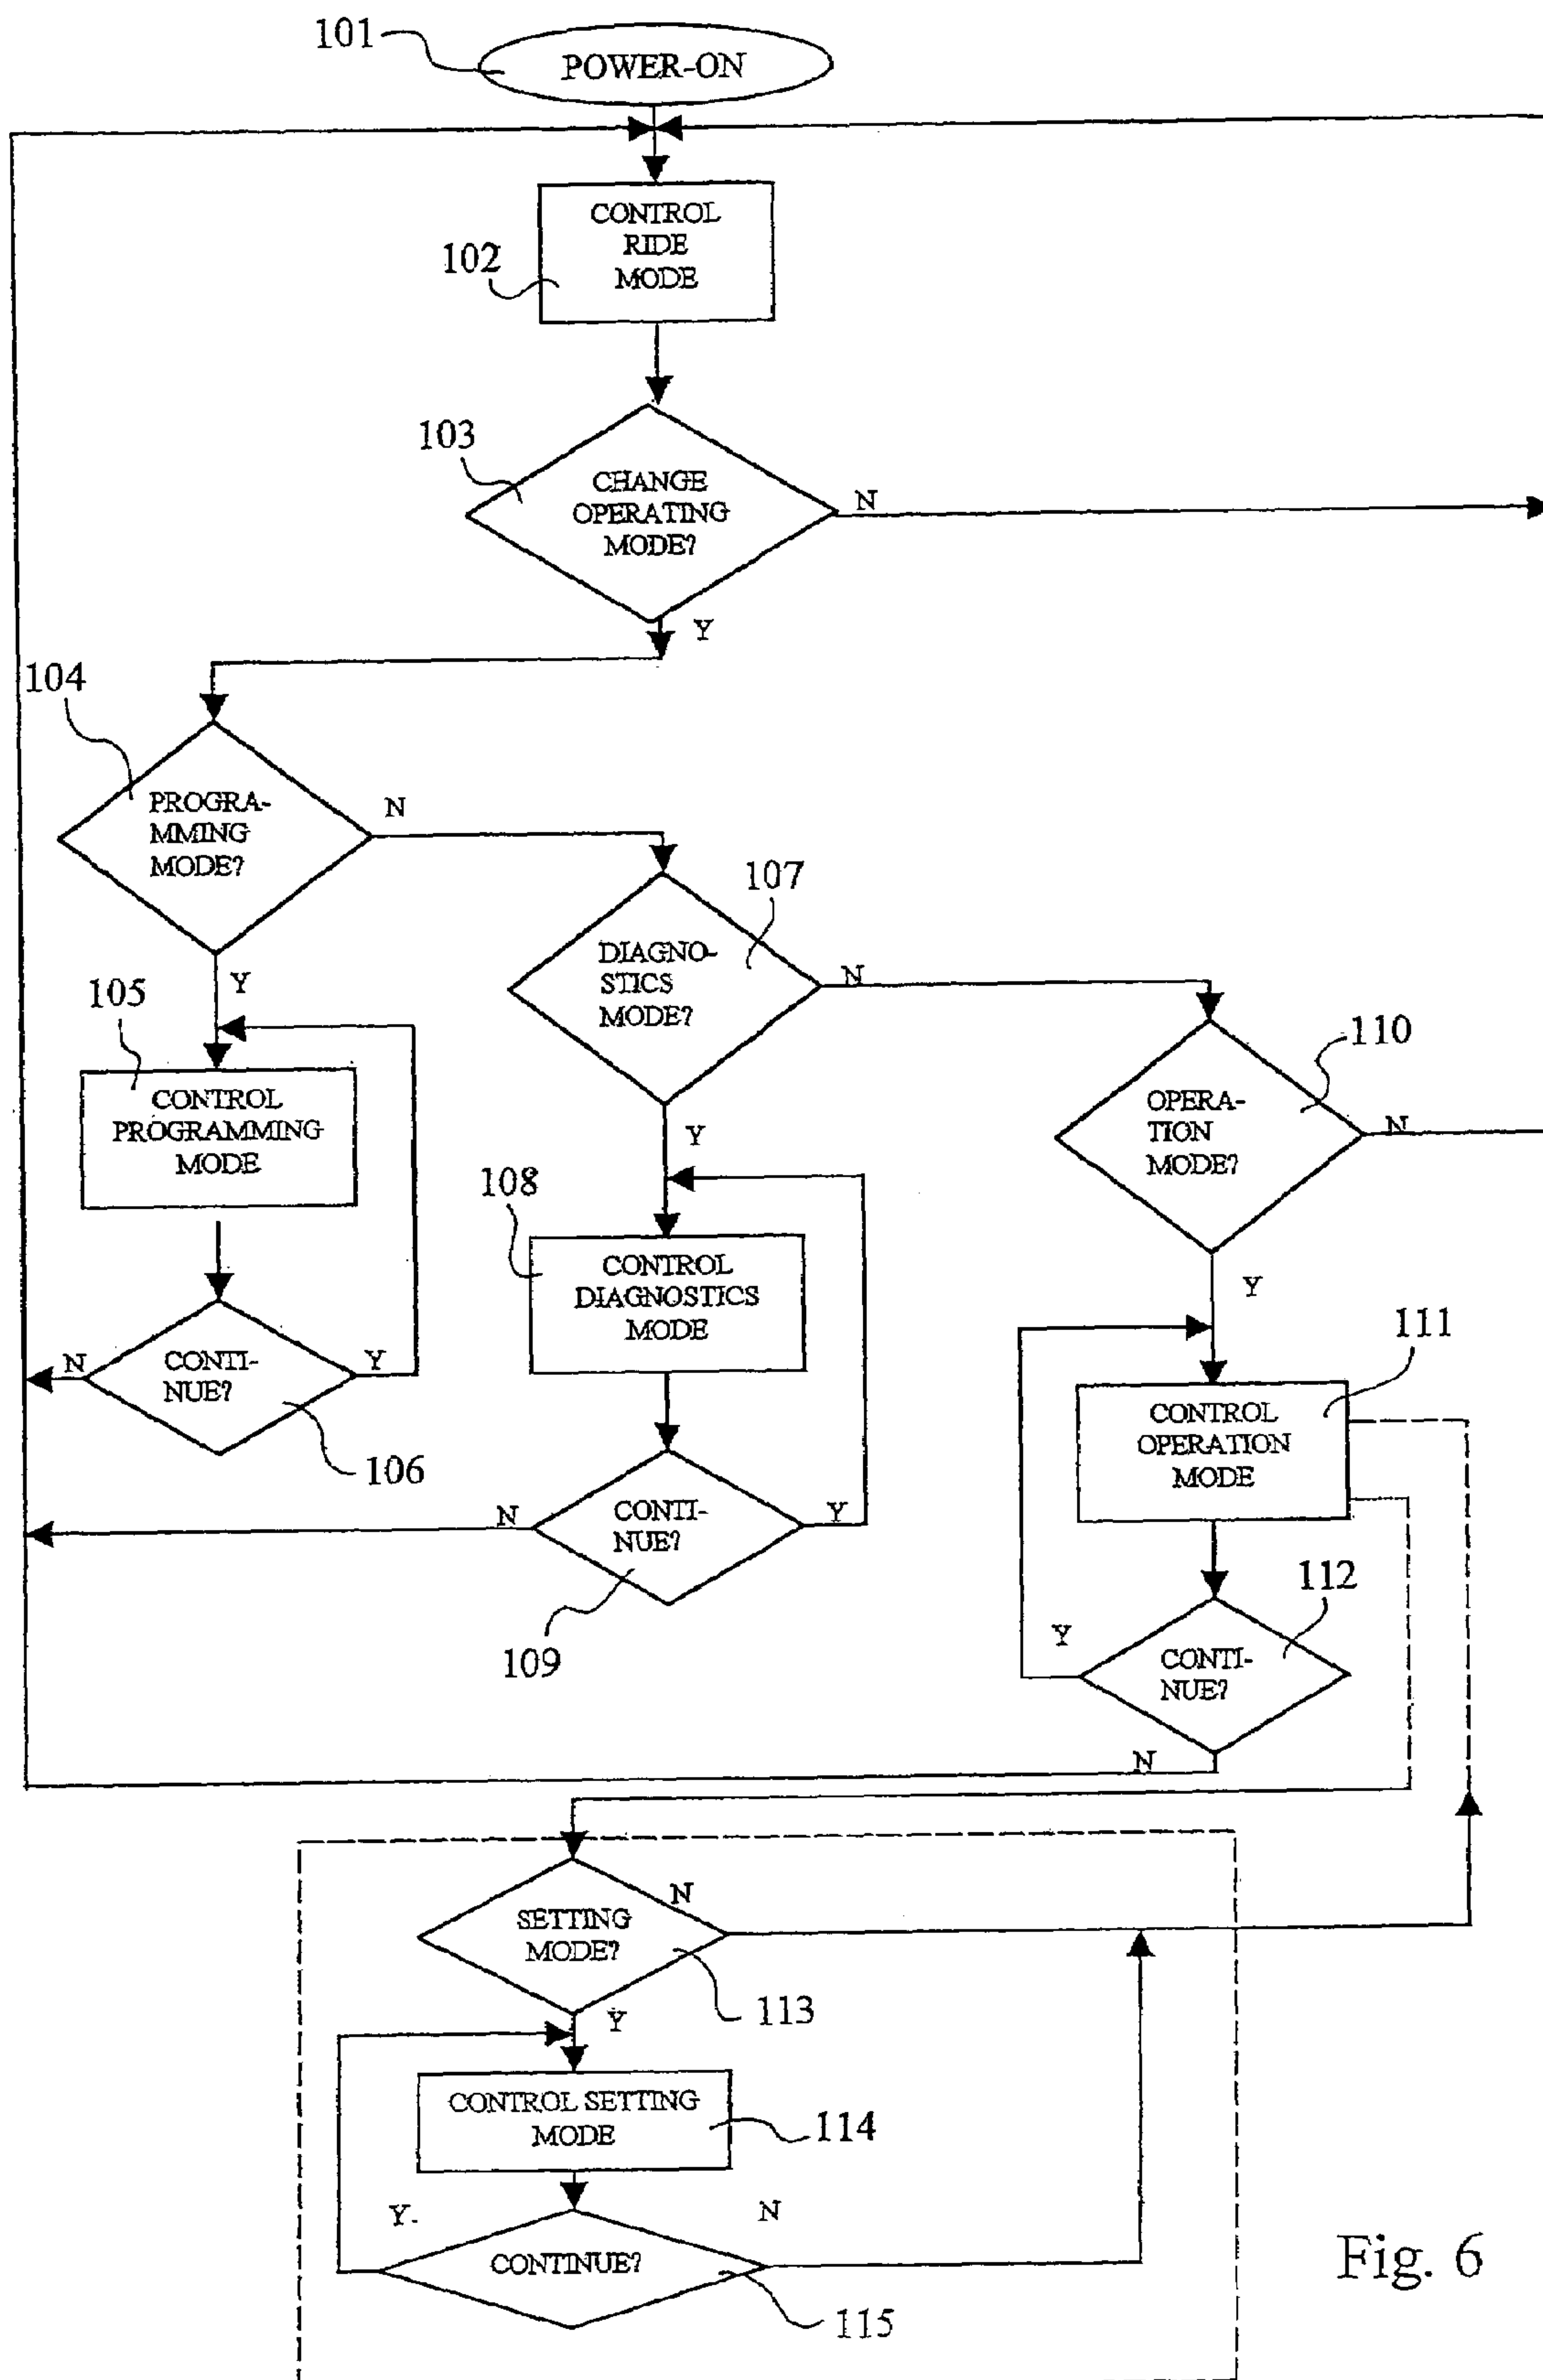 101
POWER-ON
CONTROL
RIDE
MODE
102
103
CHANGE
OPERATING
MODE?
N
Y
104
PROGRA-
MMING
MODE?
N
Y
107
DIAGNO-
STICS
MODE?
N
Y
110
OPERA-
TION
MODE?
N
Y
105
CONTROL
PROGRAMMING
MODE
N
CONTI-
NUE?
Y
106
108
CONTROL
DIAGNOSTICS
MODE
N
CONTI-
NUE?
Y
109
111
CONTROL
OPERATION
MODE
112
Y
CONTI-
NUE?
N
SETTING
MODE?
N
113
Y
CONTROL SETTING
MODE
114
Y
N
CONTINUE?
115
Fig. 6